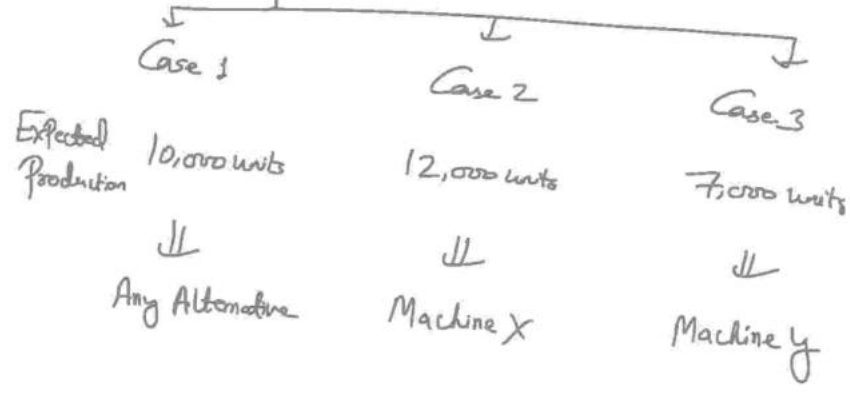 Case 1 Case 2 Case 3
Expected Production 10,000 units 12,000 units 7,000 units
Any Alternative Machine X Machine Y